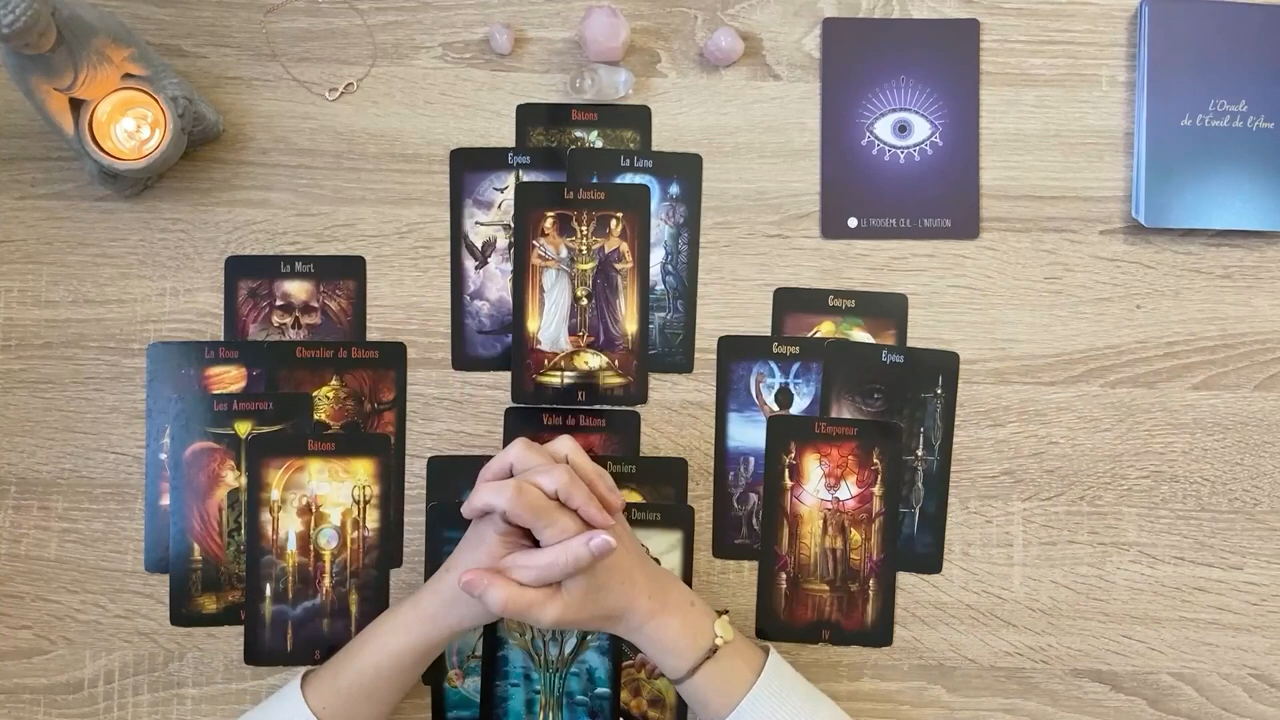 L'Oracle
de l'Éveil de l'Âme
LE TROISIÈME ŒIL - L'INTUITION
Bâtons
Épées
La Lune
La Justice
XI
La Mort
La Roue
Chevalier de Bâtons
Les Amoureux
Bâtons
8
Valet de Bâtons
Deniers
Deniers
Coupes
Coupes
Épées
L'Empereur
IV